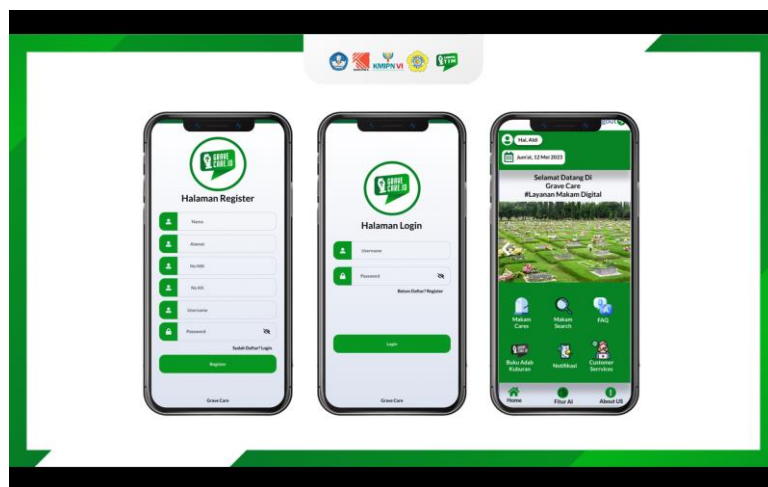 KMIPN VI
GRAVE
CARE.ID
Halaman Register
Nama
Alamat
No NIK
No KK
Username
Password
Sudah Daftar? Login
Register
Grave Care
GRAVE
CARE.ID
Halaman Login
Username
Password
Belum Daftar? Register
Login
Grave Care
Hai, Aldi
Jum'at, 12 Mei 2023
Selamat Datang Di
Grave Care
#Layanan Makam Digital
Makam
Cares
Makam
Search
FAQ
Buku Adab
Kuburan
Notifikasi
Customer
Serrvices
Home
Fitur AI
About US